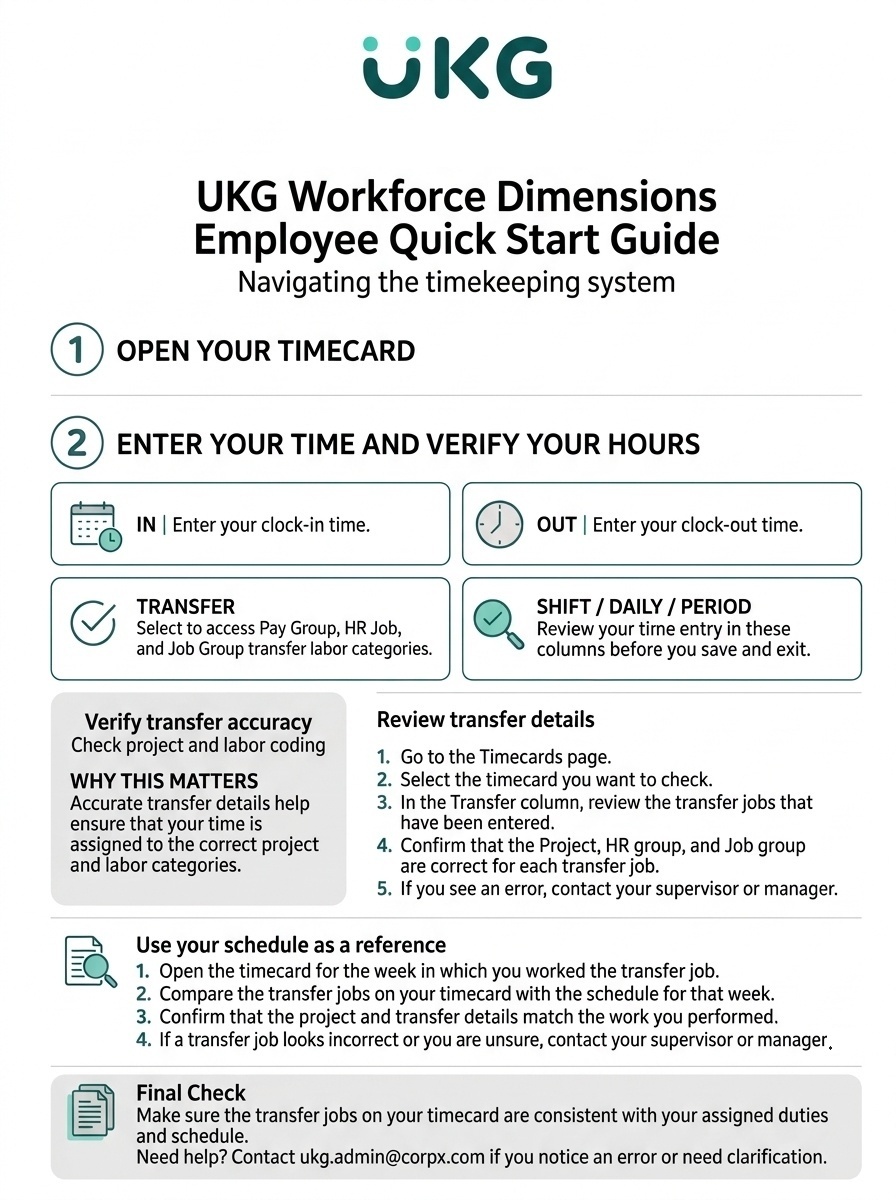 UKG
UKG Workforce Dimensions
Employee Quick Start Guide
Navigating the timekeeping system
1 OPEN YOUR TIMECARD
2 ENTER YOUR TIME AND VERIFY YOUR HOURS
IN | Enter your clock-in time.
OUT | Enter your clock-out time.
TRANSFER
Select to access Pay Group, HR Job,
and Job Group transfer labor categories.
SHIFT / DAILY / PERIOD
Review your time entry in these
columns before you save and exit.
Verify transfer accuracy
Check project and labor coding
WHY THIS MATTERS
Accurate transfer details help
ensure that your time is
assigned to the correct project
and labor categories.
Review transfer details
1. Go to the Timecards page.
2. Select the timecard you want to check.
3. In the Transfer column, review the transfer jobs that
have been entered.
4. Confirm that the Project, HR group, and Job group
are correct for each transfer job.
5. If you see an error, contact your supervisor or manager.
Use your schedule as a reference
1. Open the timecard for the week in which you worked the transfer job.
2. Compare the transfer jobs on your timecard with the schedule for that week.
3. Confirm that the project and transfer details match the work you performed.
4. If a transfer job looks incorrect or you are unsure, contact your supervisor or manager.
Final Check
Make sure the transfer jobs on your timecard are consistent with your assigned duties
and schedule.
Need help? Contact ukg.admin@corpx.com if you notice an error or need clarification.